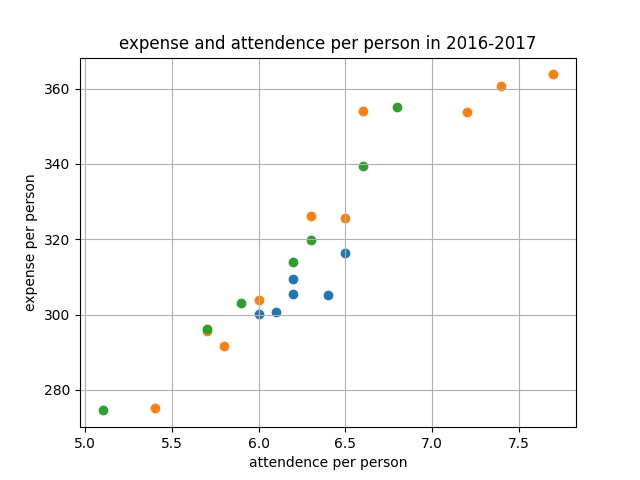 expense and attendence per person in 2016-2017
expense per person
360
340
320
300
280
5.0 5.5 6.0 6.5 7.0 7.5
attendence per person